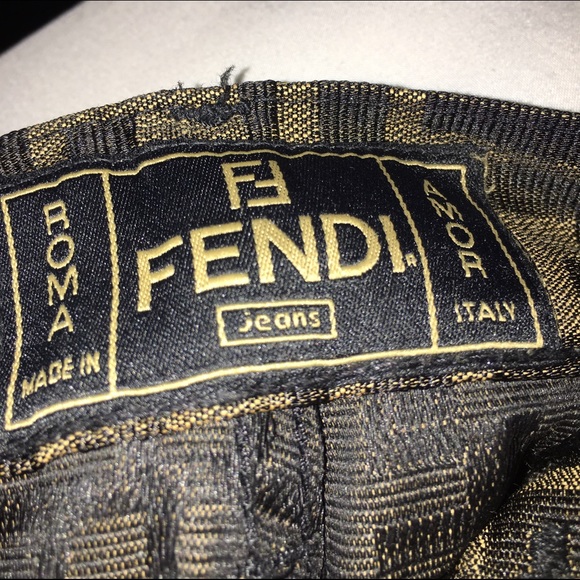 ROMA
MADE IN
FF
FENDI.
jeans
AMOR
ITALY